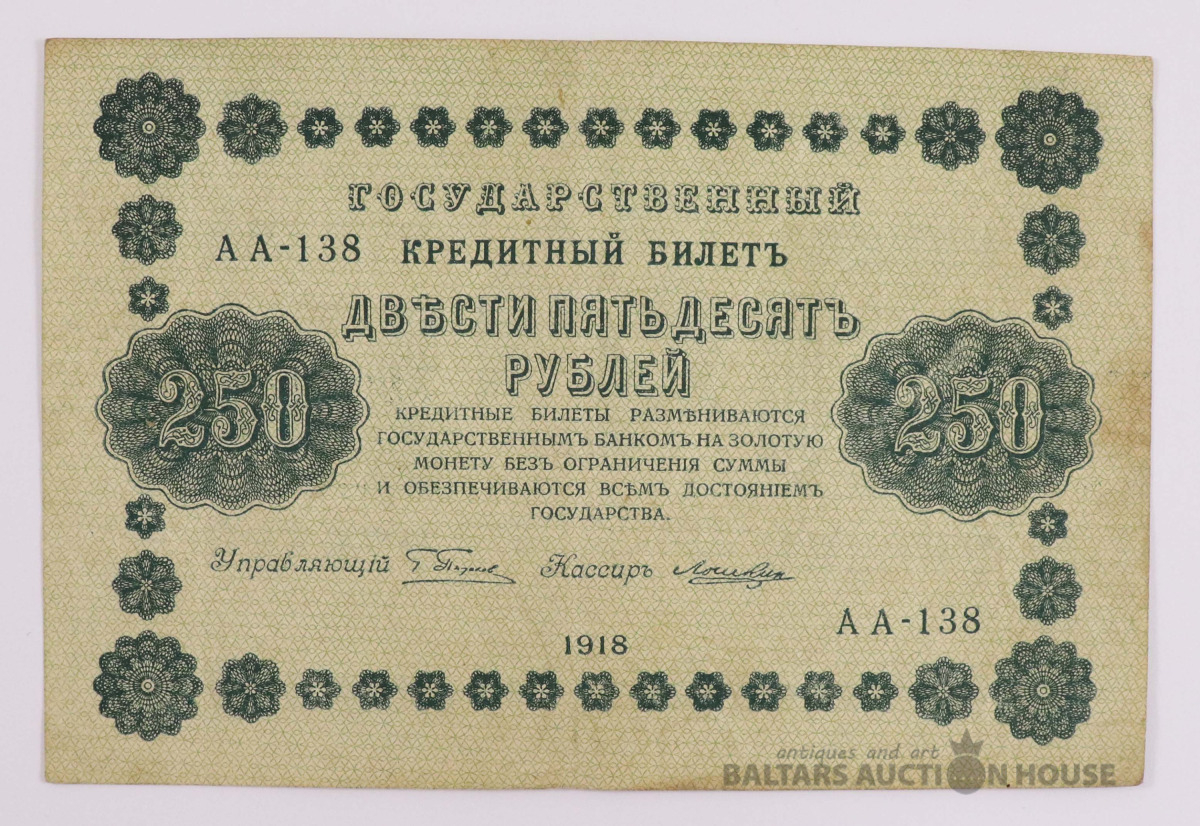 ГОСУДАРСТВЕННЫЙ
АА-138 КРЕДИТНЫЙ БИЛЕТЪ
ДВѢСТИ ПЯТЬДЕСЯТЪ
РУБЛЕЙ
250
250
КРЕДИТНЫЕ БИЛЕТЫ РАЗМѢНИВАЮТСЯ
ГОСУДАРСТВЕННЫМЪ БАНКОМЪ НА ЗОЛОТУЮ
МОНЕТУ БЕЗЪ ОГРАНИЧЕНІЯ СУММЫ
И ОБЕЗПЕЧИВАЮТСЯ ВСѢМЪ ДОСТОЯНІЕМЪ
ГОСУДАРСТВА.
Управляющій Кассиръ
АА-138
1918
antiques and art
BALTARS AUCTION HOUSE